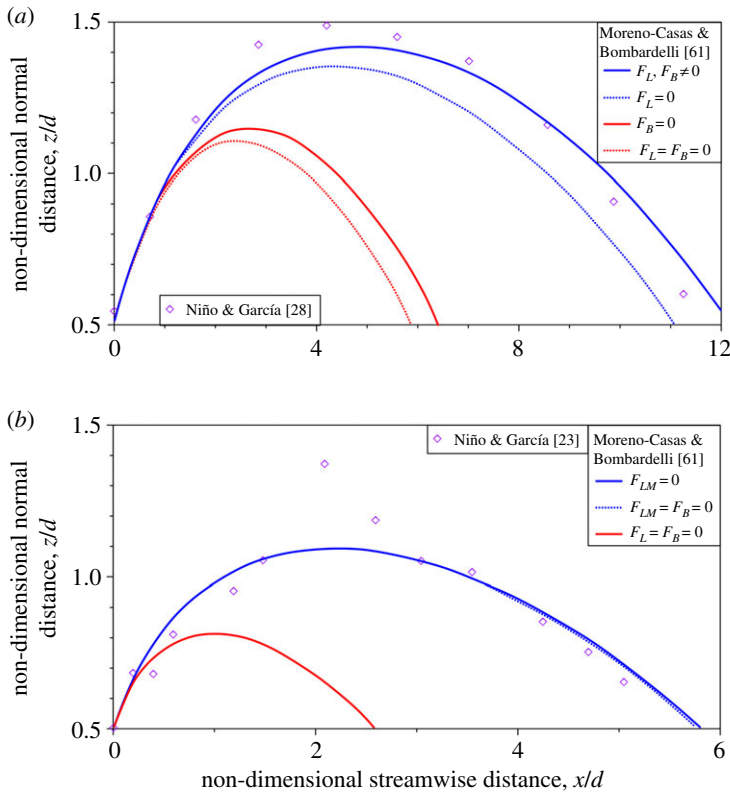 (a)
1.5
1.0
0.5
non-dimensional normal
distance, z/d
Moreno-Casas &
Bombardelli [61]
F_L, F_B ≠ 0
F_L = 0
F_B = 0
F_L = F_B = 0
Niño & García [28]
0
4
8
12
(b)
1.5
1.0
0.5
non-dimensional normal
distance, z/d
Niño & García [23]
Moreno-Casas &
Bombardelli [61]
F_LM = 0
F_LM = F_B = 0
F_L = F_B = 0
0
2
4
6
non-dimensional streamwise distance, x/d